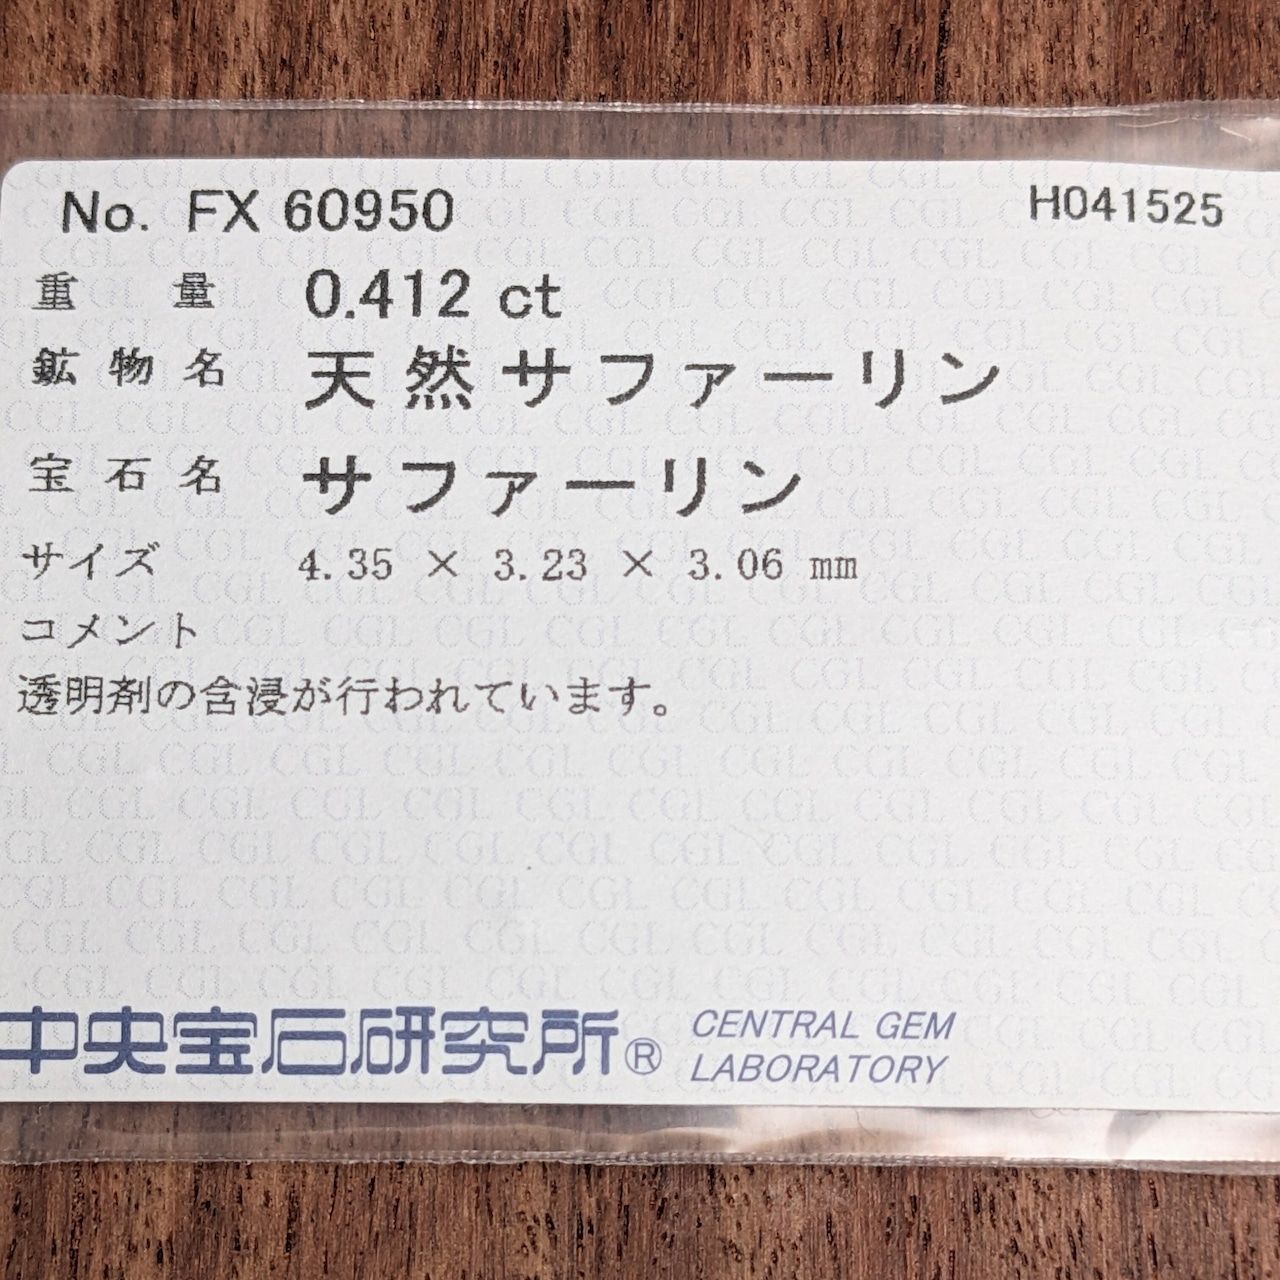 No. FX 60950 H041525
重量 0.412 ct
鉱物名 天然サファーリン
宝石名 サファーリン
サイズ 4.35 × 3.23 × 3.06 mm
コメント
透明剤の含浸が行われています。
中央宝石研究所® CENTRAL GEM
LABORATORY